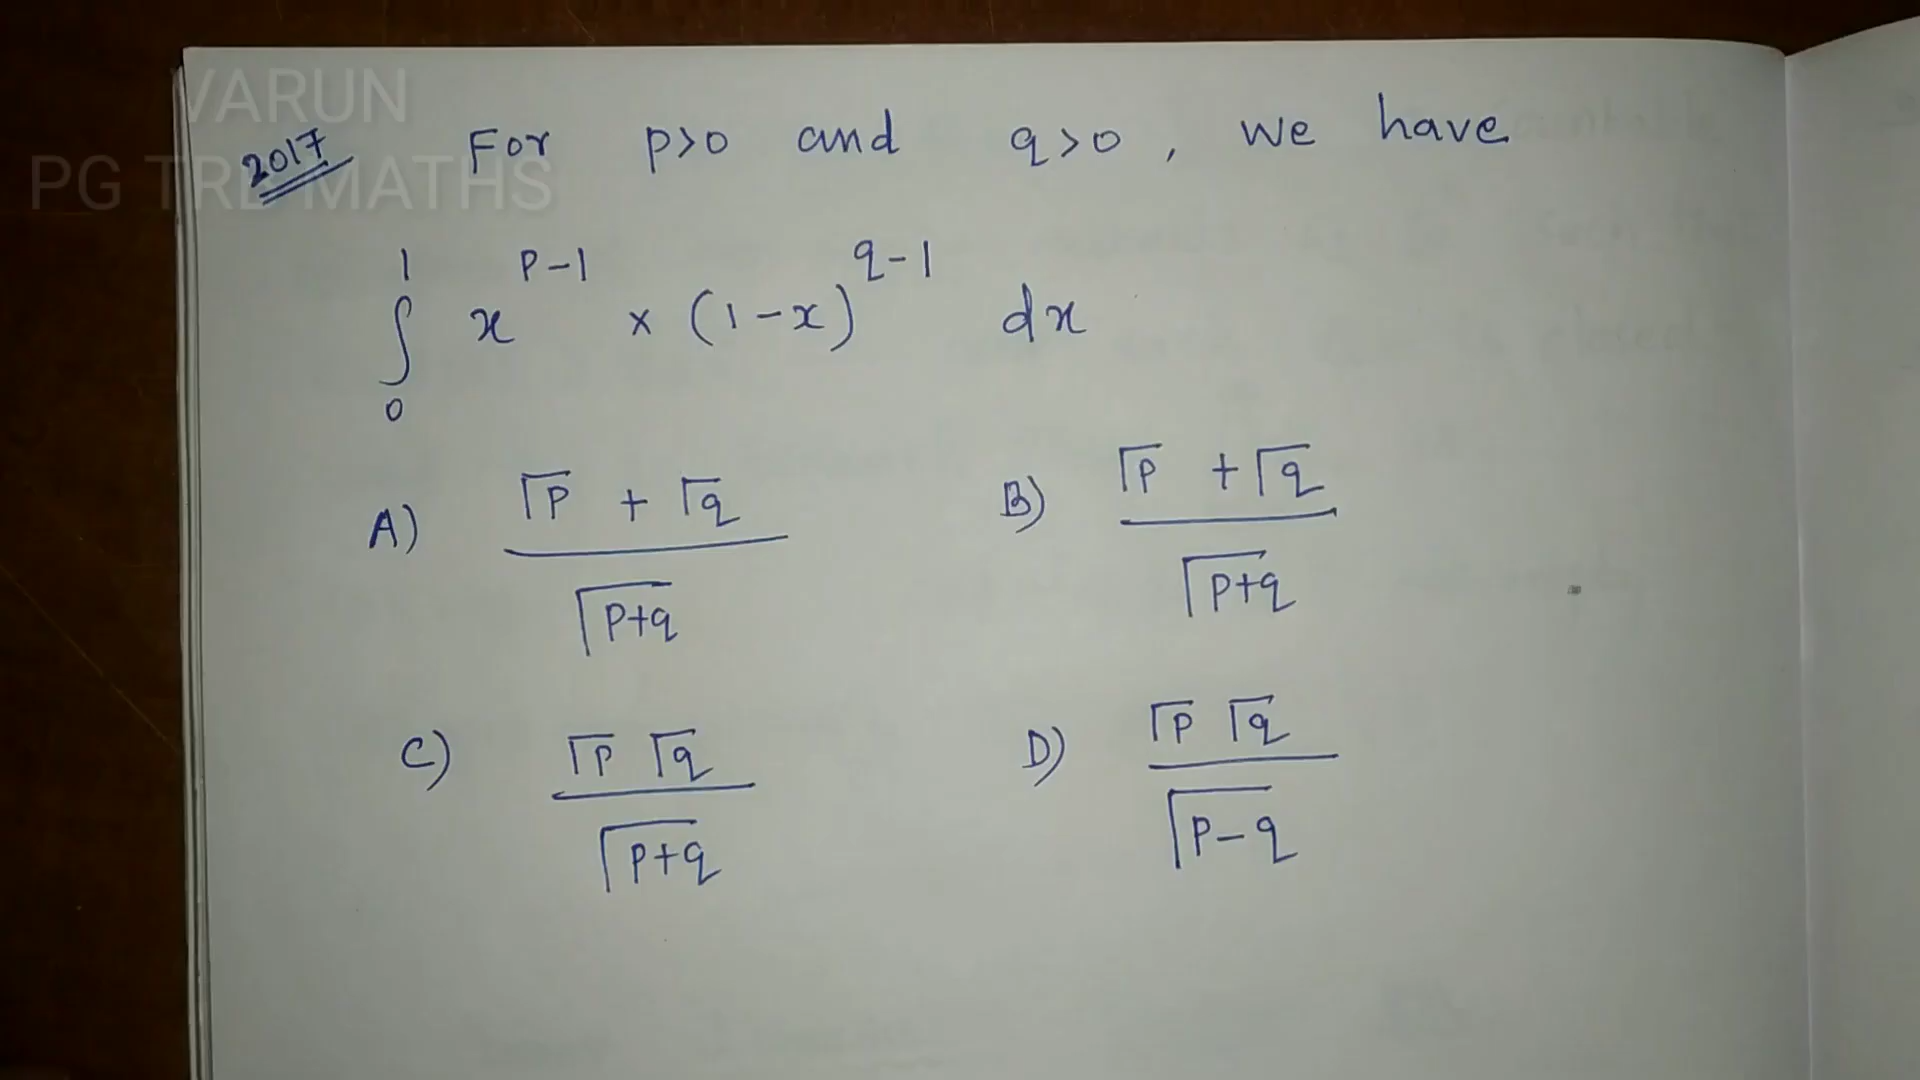 VARUN
PG TRB MATHS
2017 For p>0 and q>0, we have
∫₀¹ x^(p-1) × (1-x)^(q-1) dx
A) (Γp + Γq) / Γ(p+q) B) (Γp + Γq) / Γ(p+q)
C) (Γp Γq) / Γ(p+q) D) (Γp Γq) / Γ(p-q)